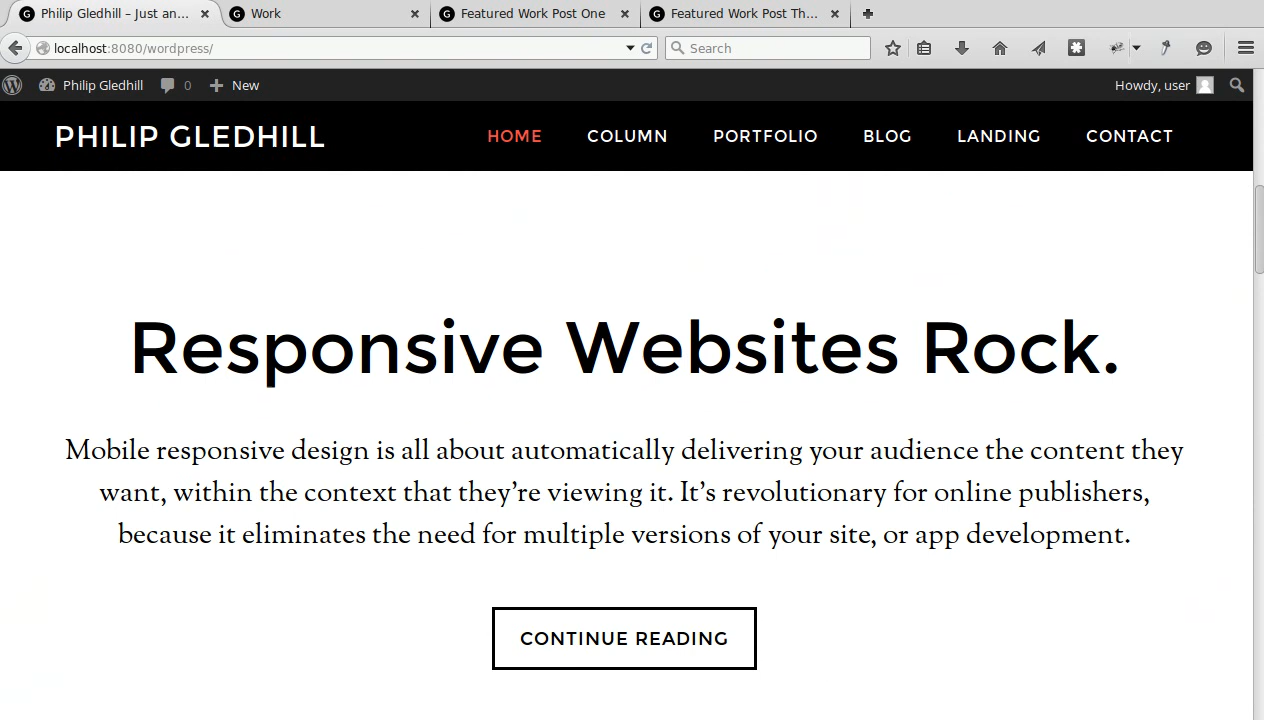 Philip Gledhill – Just an...
Work
Featured Work Post One
Featured Work Post Th...
localhost:8080/wordpress/
Search
Philip Gledhill
0
New
Howdy, user
PHILIP GLEDHILL
HOME
COLUMN
PORTFOLIO
BLOG
LANDING
CONTACT
Responsive Websites Rock.
Mobile responsive design is all about automatically delivering your audience the content they
want, within the context that they’re viewing it. It’s revolutionary for online publishers,
because it eliminates the need for multiple versions of your site, or app development.
CONTINUE READING